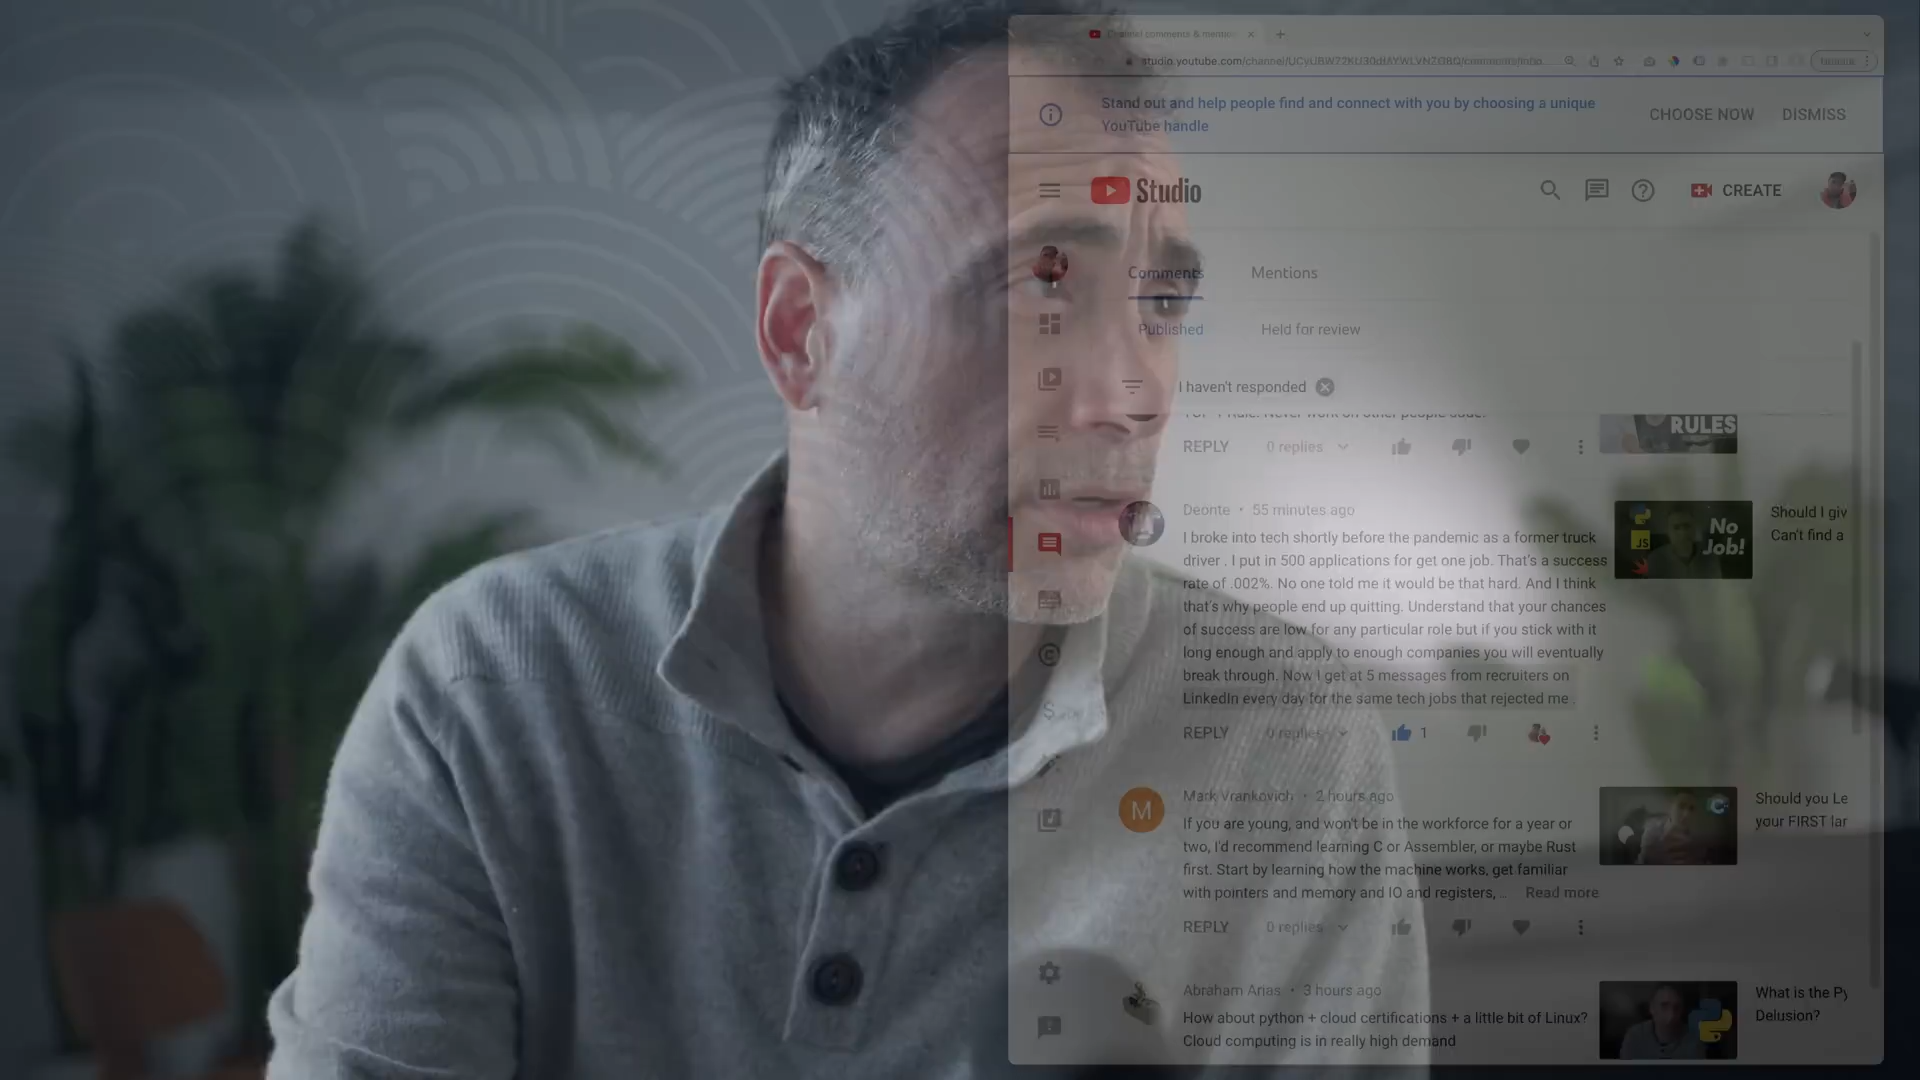 Channel comments & mentio
studio.youtube.com/channel/
Stand out and help people find and connect with you by choosing a unique
YouTube handle
CHOOSE NOW
DISMISS
Studio
CREATE
Comments
Mentions
Published
Held for review
I haven't responded
REPLY
0 replies
RULES
Deonte • 55 minutes ago
I broke into tech shortly before the pandemic as a former truck
driver . I put in 500 applications for get one job. That's a success
rate of .002%. No one told me it would be that hard. And I think
that's why people end up quitting. Understand that your chances
of success are low for any particular role but if you stick with it
long enough and apply to enough companies you will eventually
break through. Now I get at 5 messages from recruiters on
LinkedIn every day for the same tech jobs that rejected me .
REPLY
0 replies
1
JS
No
Job!
Should I giv
Can't find a
M
Mark Vrankovich • 2 hours ago
If you are young, and won't be in the workforce for a year or
two, I'd recommend learning C or Assembler, or maybe Rust
first. Start by learning how the machine works, get familiar
with pointers and memory and IO and registers, ...
Read more
REPLY
0 replies
Should you Le
your FIRST lar
Abraham Arias • 3 hours ago
How about python + cloud certifications + a little bit of Linux?
Cloud computing is in really high demand
What is the Py
Delusion?